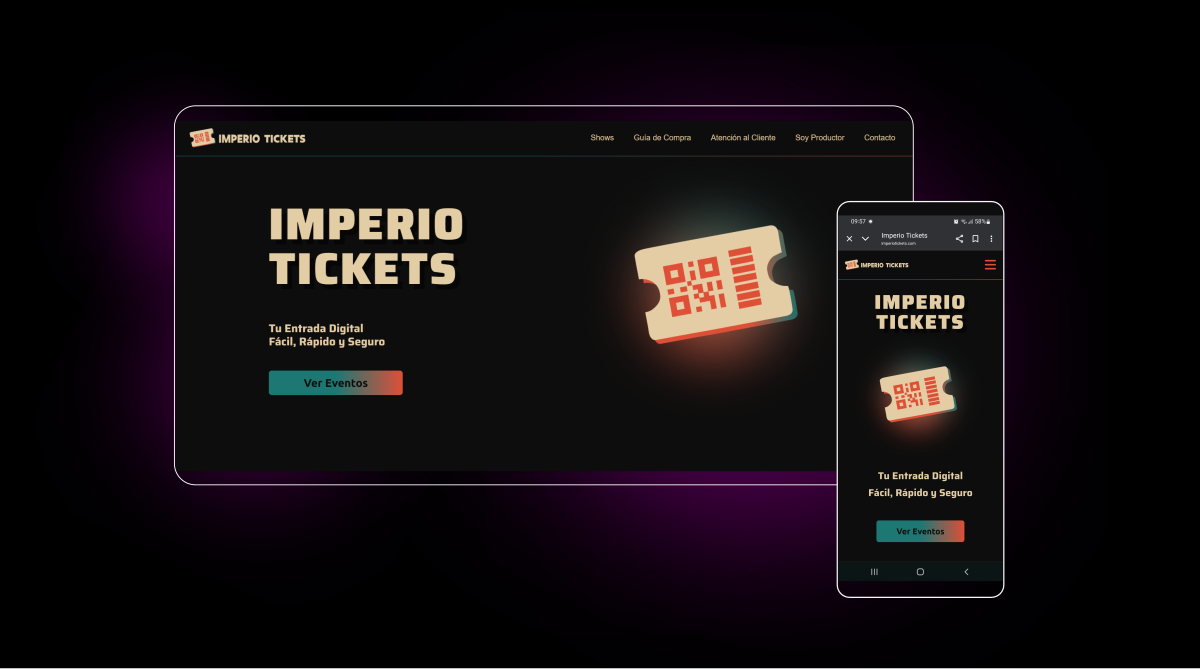 IMPERIO TICKETS
Shows
Guía de Compra
Atención al Cliente
Soy Productor
Contacto
IMPERIO
TICKETS
Tu Entrada Digital
Fácil, Rápido y Seguro
Ver Eventos
09:57
58%
Imperio Tickets
imperiotickets.com
IMPERIO TICKETS
IMPERIO
TICKETS
Tu Entrada Digital
Fácil, Rápido y Seguro
Ver Eventos